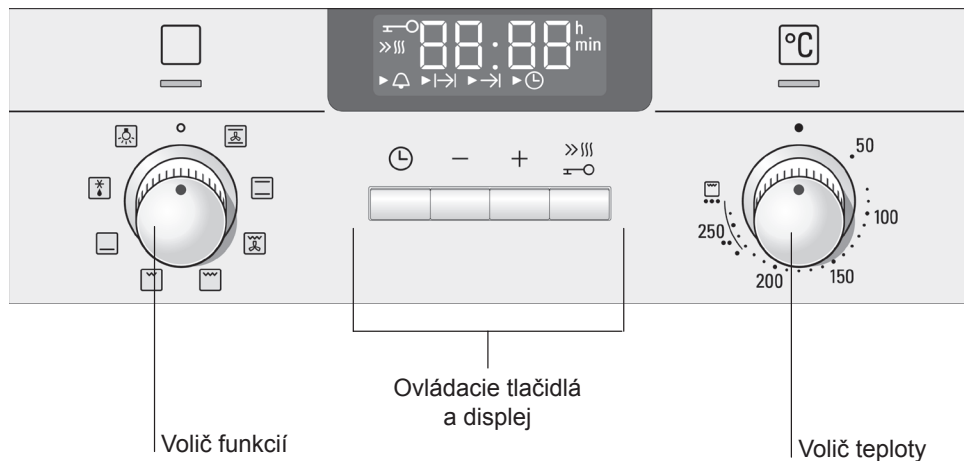 88:88 h
min
°C
50
100
150
200
250
Ovládacie tlačidlá
a displej
Volič funkcií
Volič teploty